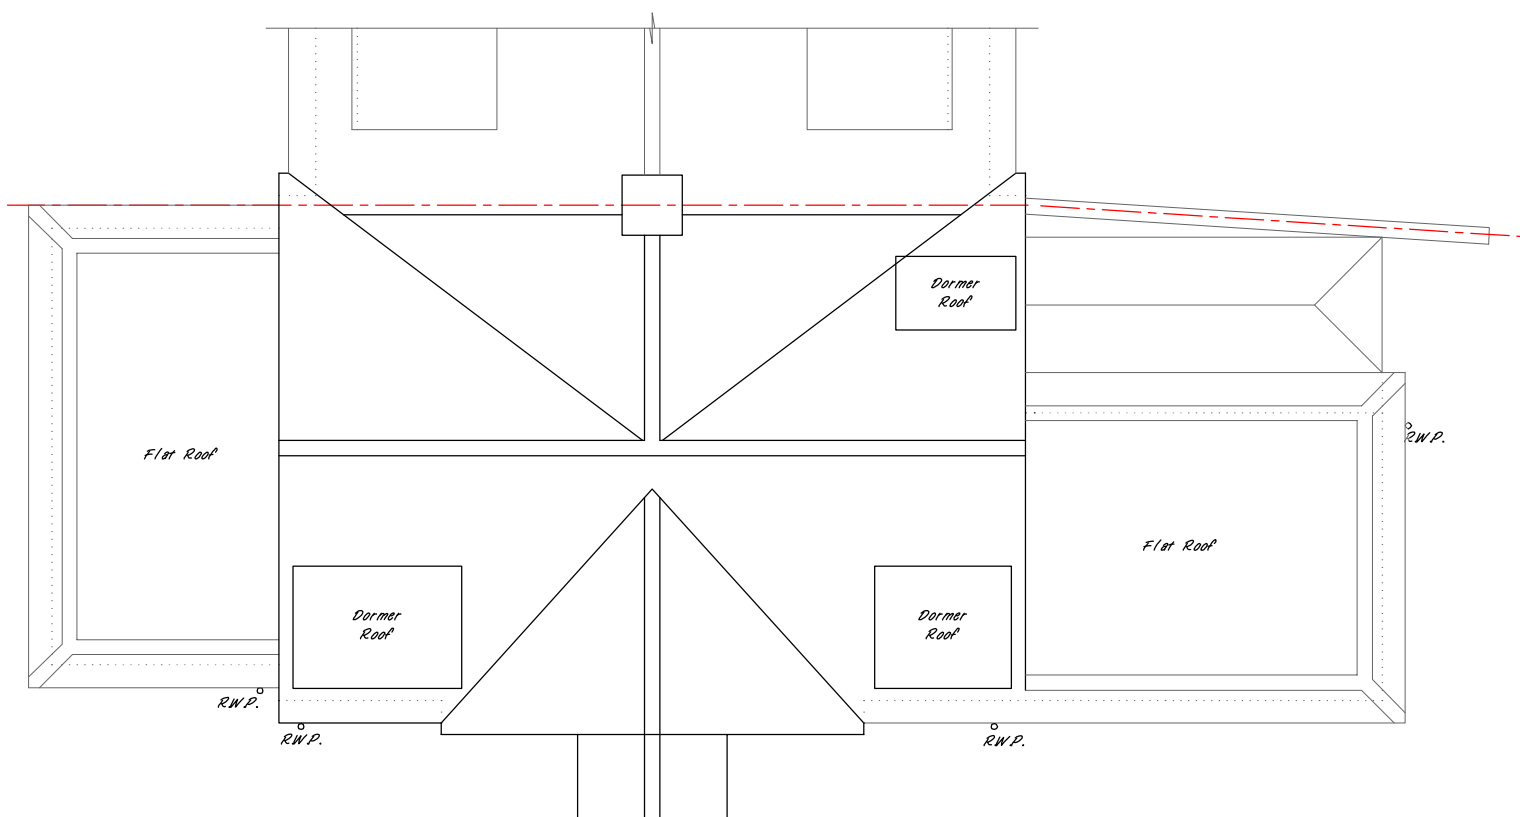 Dormer
Roof
R.W.P.
Flat Roof
Flat Roof
Dormer
Roof
Dormer
Roof
R.W.P.
R.W.P.
R.W.P.